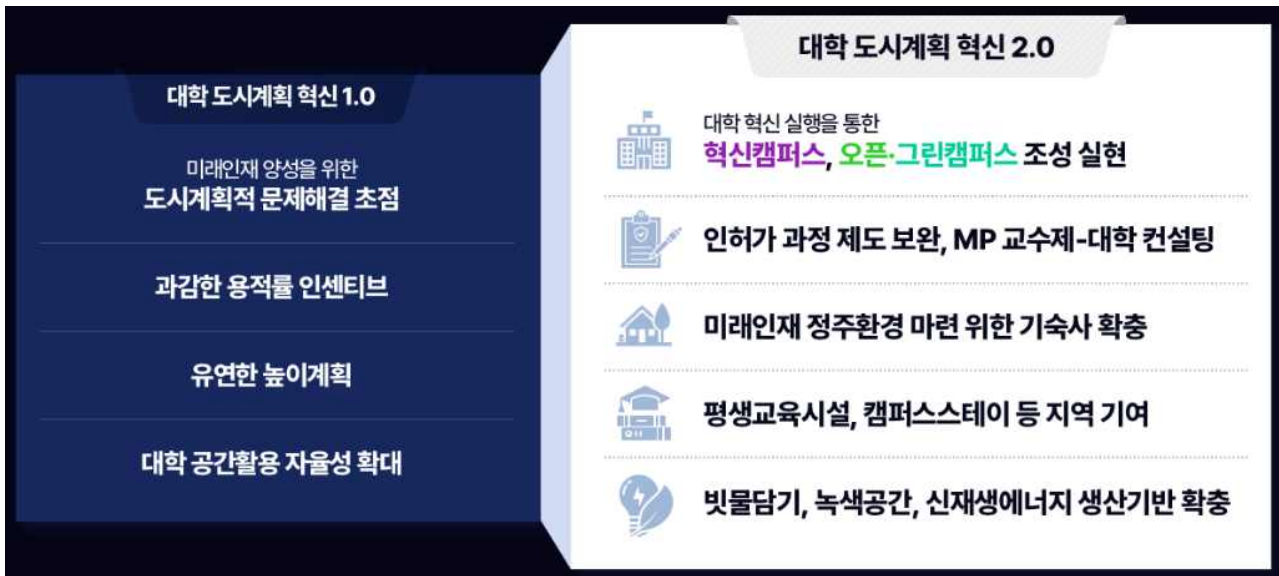 대학 도시계획 혁신 1.0
미래인재 양성을 위한
도시계획적 문제해결 초점
과감한 용적률 인센티브
유연한 높이계획
대학 공간활용 자율성 확대
대학 도시계획 혁신 2.0
대학 혁신 실행을 통한
혁신캠퍼스, 오픈·그린캠퍼스 조성 실현
인허가 과정 제도 보완, MP 교수제-대학 컨설팅
미래인재 정주환경 마련 위한 기숙사 확충
평생교육시설, 캠퍼스스테이 등 지역 기여
빗물담기, 녹색공간, 신재생에너지 생산기반 확충